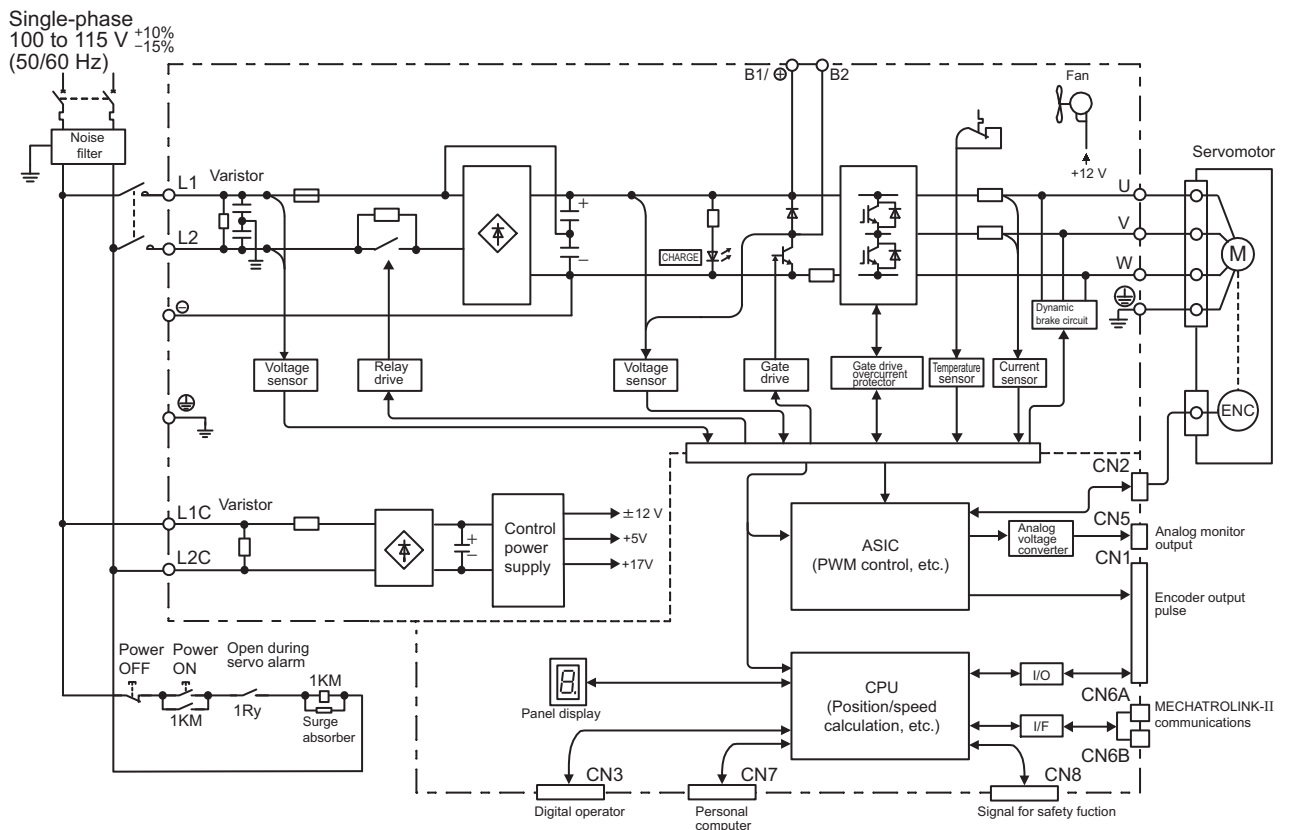 Single-phase
100 to 115 V +10%
−15%
(50/60 Hz)
Noise
filter
B1/ ⊕
B2
Fan
+12 V
Servomotor
L1
Varistor
L2
+
−
CHARGE
U
V
W
M
⊖
Dynamic
brake circuit
Voltage
sensor
Relay
drive
Voltage
sensor
Gate
drive
Gate drive
overcurrent
protector
Temperature
sensor
Current
sensor
ENC
CN2
L1C
Varistor
L2C
+
−
Control
power
supply
±12 V
+5V
+17V
ASIC
(PWM control, etc.)
Analog
voltage
converter
CN5
Analog monitor
output
CN1
Encoder output
pulse
Power
OFF
Power
ON
Open during
servo alarm
1KM
1KM
1Ry
Surge
absorber
8.
Panel display
CPU
(Position/speed
calculation, etc.)
I/O
CN6A
I/F
MECHATROLINK-II
communications
CN6B
CN3
Digital operator
CN7
Personal
computer
CN8
Signal for safety fuction